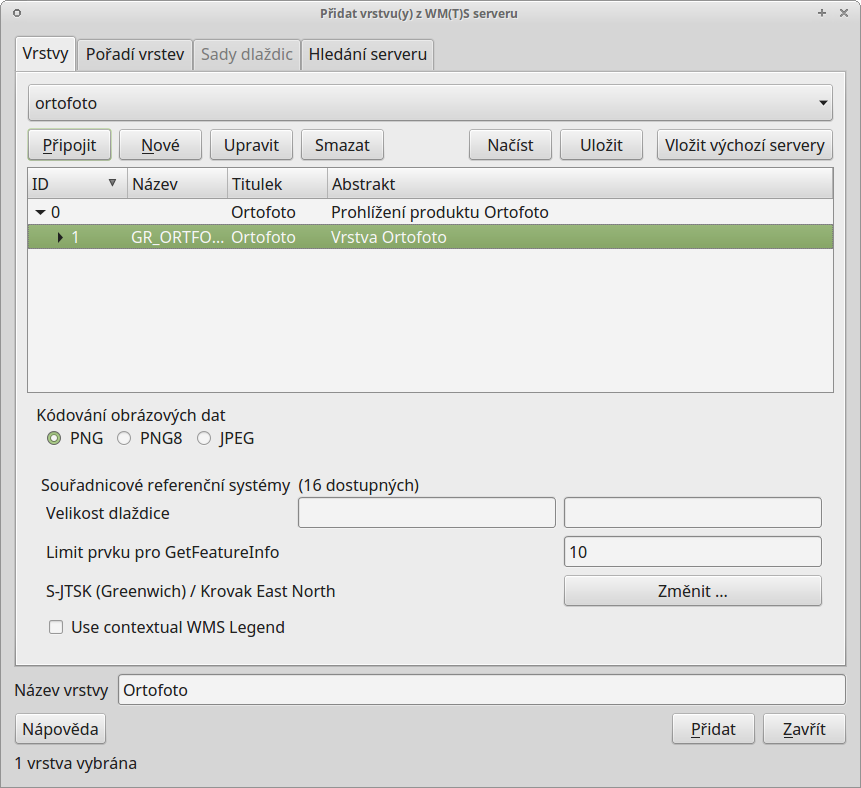 Přidat vrstvu(y) z WM(T)S serveru
Vrstvy Pořadí vrstev Sady dlaždic Hledání serveru
ortofoto
Připojit Nové Upravit Smazat Načíst Uložit Vložit výchozí servery
ID Název Titulek Abstrakt
0 Ortofoto Prohlížení produktu Ortofoto
1 GR_ORTFO... Ortofoto Vrstva Ortofoto
Kódování obrázových dat
PNG PNG8 JPEG
Souřadnicové referenční systémy (16 dostupných)
Velikost dlaždice
Limit prvku pro GetFeatureInfo 10
S-JTSK (Greenwich) / Krovak East North Změnit ...
Use contextual WMS Legend
Název vrstvy Ortofoto
Nápověda Přidat Zavřít
1 vrstva vybrána